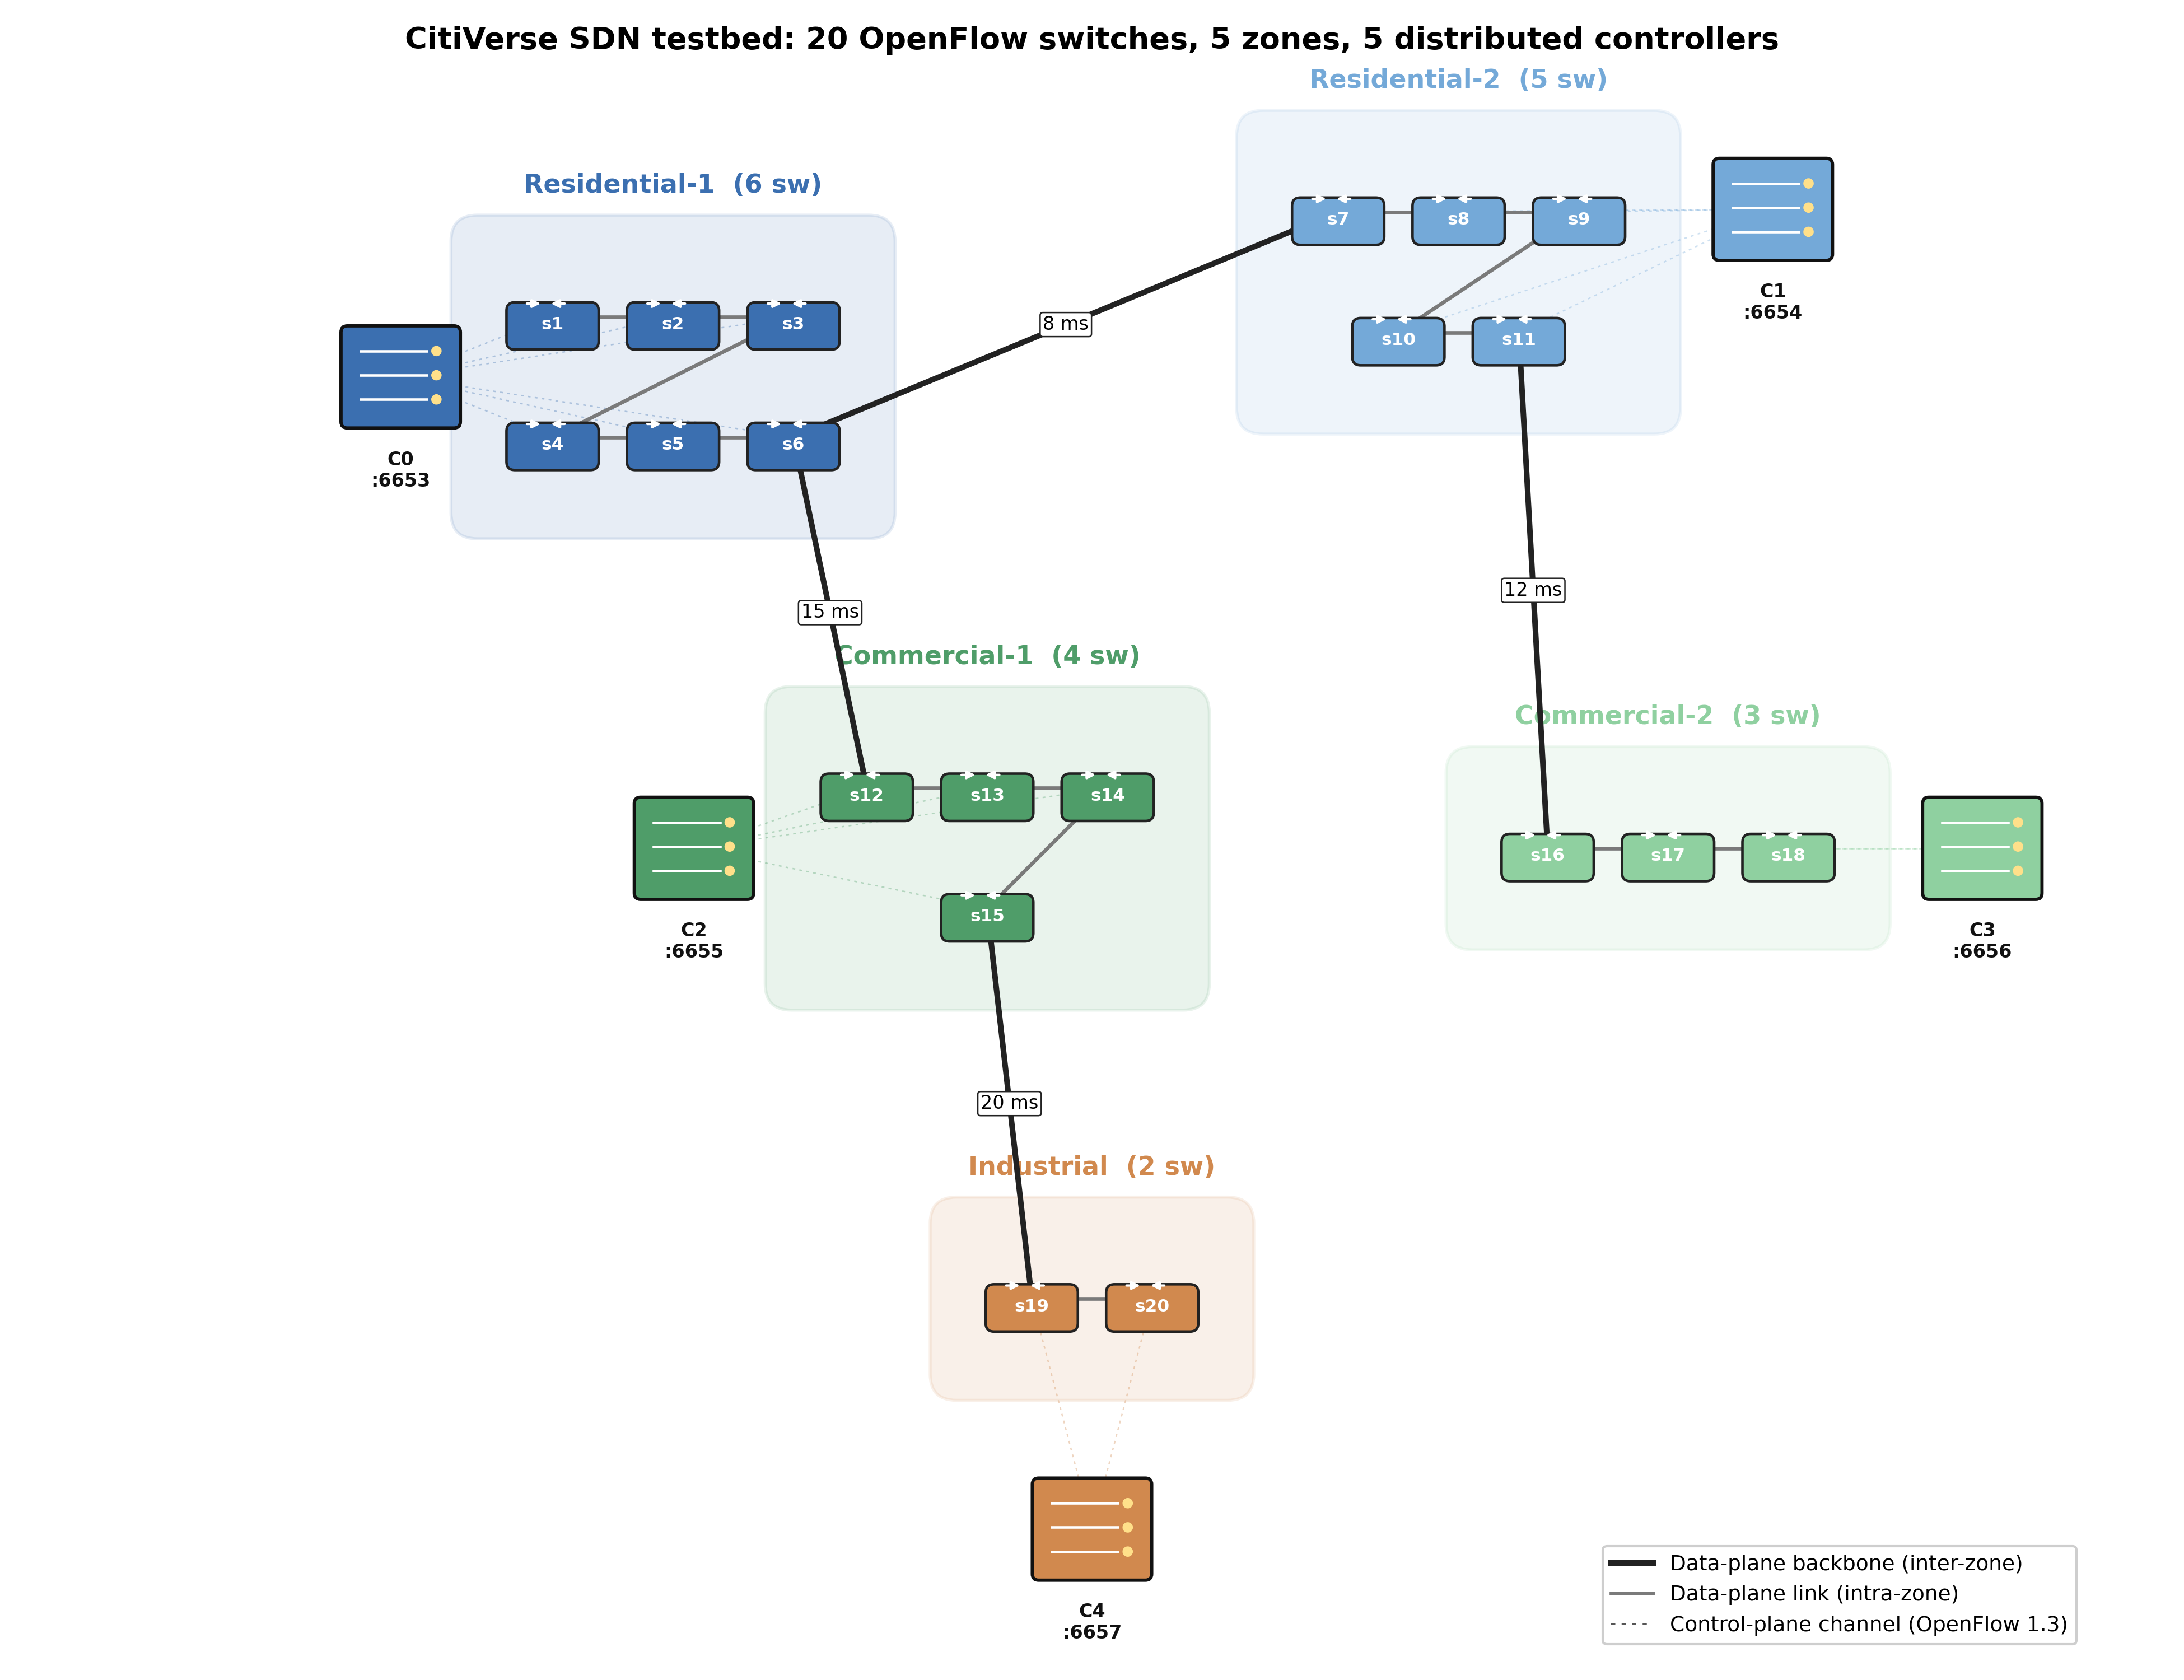 CitiVerse SDN testbed: 20 OpenFlow switches, 5 zones, 5 distributed controllers
Residential-2 (5 sw)
Residential-1 (6 sw)
s7
s8
s9
C1
:6654
s10
s11
s1
s2
s3
8 ms
s4
s5
s6
C0
:6653
12 ms
15 ms
Commercial-1 (4 sw)
Commercial-2 (3 sw)
s12
s13
s14
s15
C2
:6655
s16
s17
s18
C3
:6656
20 ms
Industrial (2 sw)
s19
s20
C4
:6657
Data-plane backbone (inter-zone)
Data-plane link (intra-zone)
Control-plane channel (OpenFlow 1.3)